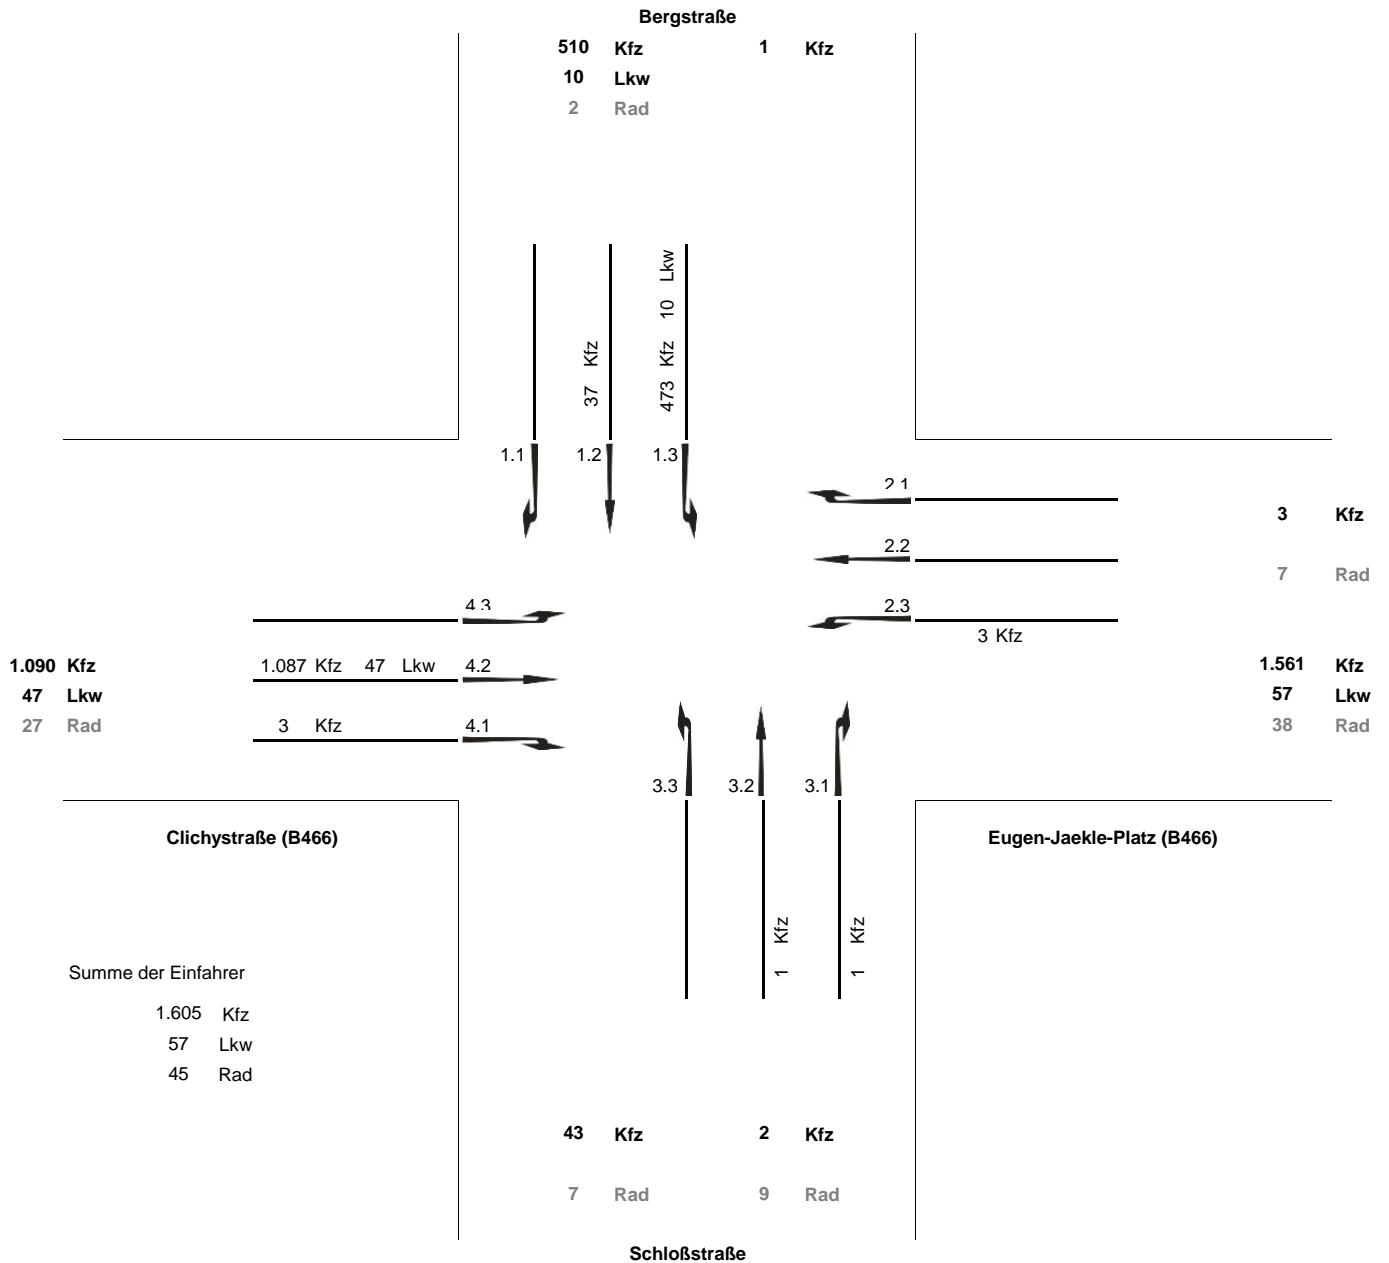 Bergstraße
510 Kfz 1 Kfz
10 Lkw
2 Rad
37 Kfz
473 Kfz 10 Lkw
1.1 1.2 1.3
2.1
3 Kfz
2.2
7 Rad
4.3
2.3
3 Kfz
1.090 Kfz
1.087 Kfz 47 Lkw 4.2
1.561 Kfz
47 Lkw
57 Lkw
27 Rad
3 Kfz 4.1
38 Rad
3.3 3.2 3.1
Clichystraße (B466)
Eugen-Jaekle-Platz (B466)
1 Kfz
1 Kfz
Summe der Einfahrer
1.605 Kfz
57 Lkw
45 Rad
43 Kfz 2 Kfz
7 Rad 9 Rad
Schloßstraße